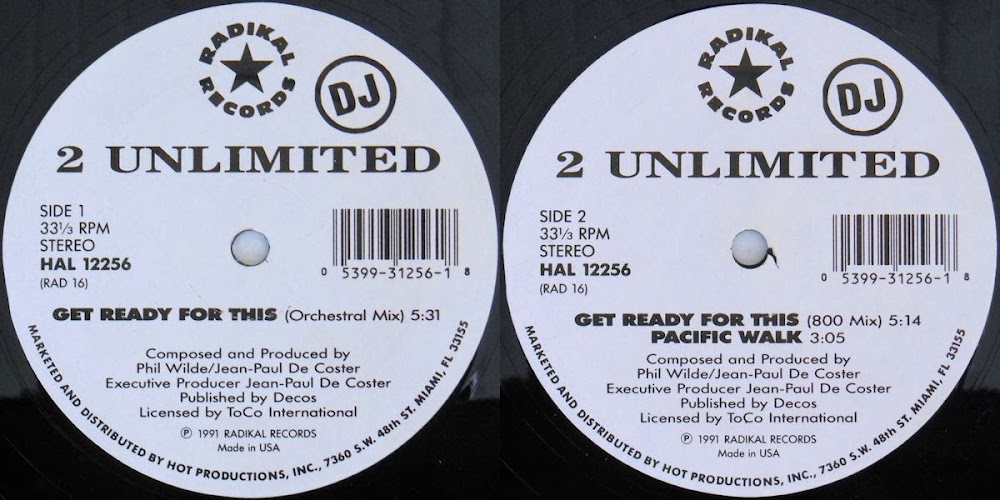 RADIKAL
RECORDS
DJ
2 UNLIMITED
SIDE 1
33⅓ RPM
STEREO
HAL 12256
(RAD 16)
0 5399-31256-1 8
GET READY FOR THIS (Orchestral Mix) 5:31
Composed and Produced by
Phil Wilde/Jean-Paul De Coster
Executive Producer Jean-Paul De Coster
Published by Decos
Licensed by ToCo International
℗ 1991 RADIKAL RECORDS
Made in USA
MARKETED AND DISTRIBUTED BY HOT PRODUCTIONS, INC., 7360 S.W. 48th ST. MIAMI, FL 33155
RADIKAL
RECORDS
DJ
2 UNLIMITED
SIDE 2
33⅓ RPM
STEREO
HAL 12256
(RAD 16)
0 5399-31256-1 8
GET READY FOR THIS (800 Mix) 5:14
PACIFIC WALK 3:05
Composed and Produced by
Phil Wilde/Jean-Paul De Coster
Executive Producer Jean-Paul De Coster
Published by Decos
Licensed by ToCo International
℗ 1991 RADIKAL RECORDS
Made in USA
MARKETED AND DISTRIBUTED BY HOT PRODUCTIONS, INC., 7360 S.W. 48th ST. MIAMI, FL 33155